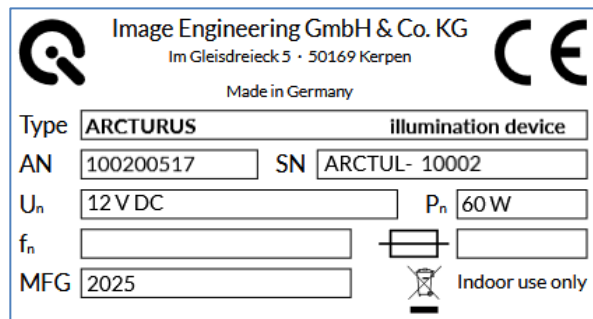 Image Engineering GmbH & Co. KG
Im Gleisdreieck 5 · 50169 Kerpen
Made in Germany
CE
Type ARCTURUS illumination device
AN 100200517 SN ARCTUL- 10002
Uₙ 12 V DC Pₙ 60 W
fₙ
MFG 2025 Indoor use only